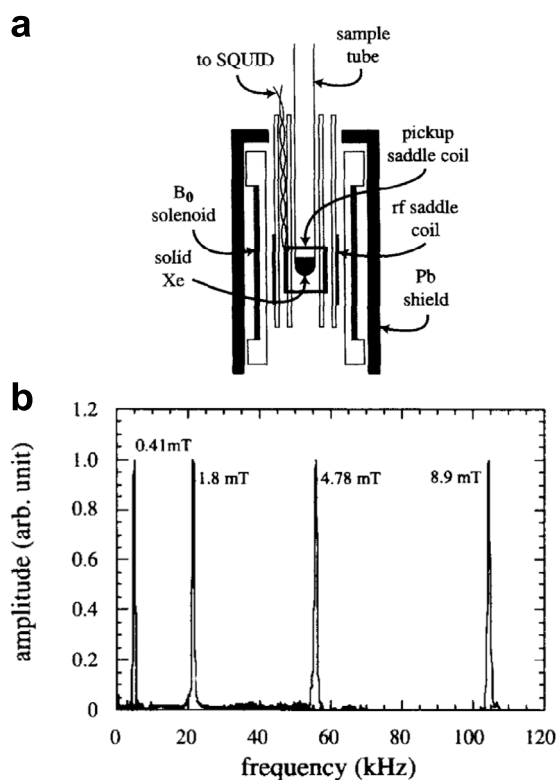 a
to SQUID
sample
tube
pickup
saddle coil
B₀
solenoid
rf saddle
coil
solid
Xe
Pb
shield
b
amplitude (arb. unit)
1.2
1.0
0.8
0.6
0.4
0.2
0
0.41mT
1.8 mT
4.78 mT
8.9 mT
0
20
40
60
80
100
120
frequency (kHz)